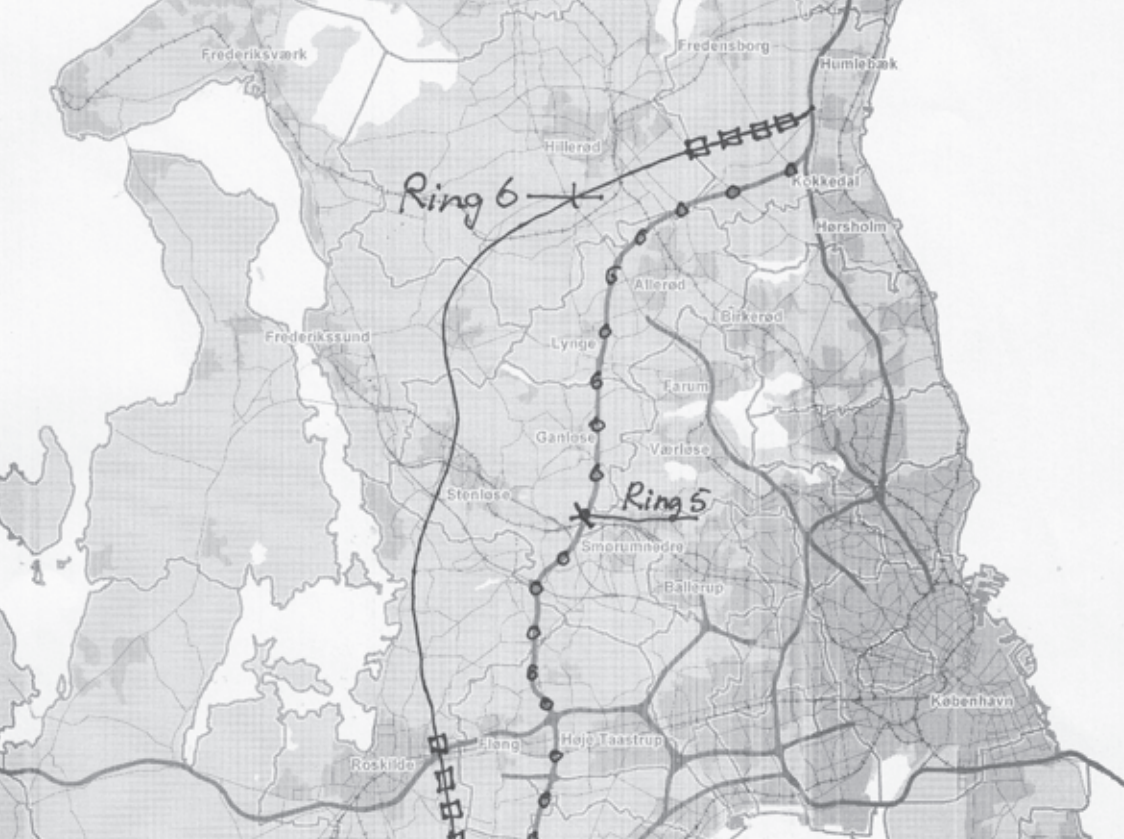 Frederiksværk
Fredensborg
Humlebæk
Hillerød
Kokkedal
Ring 6
Hørsholm
Allerød
Birkerød
Frederikssund
Lynge
Farum
Ganløse
Værløse
Stenløse
Ring 5
Smørumnedre
Ballerup
København
Fløng
Høje-Taastrup
Roskilde